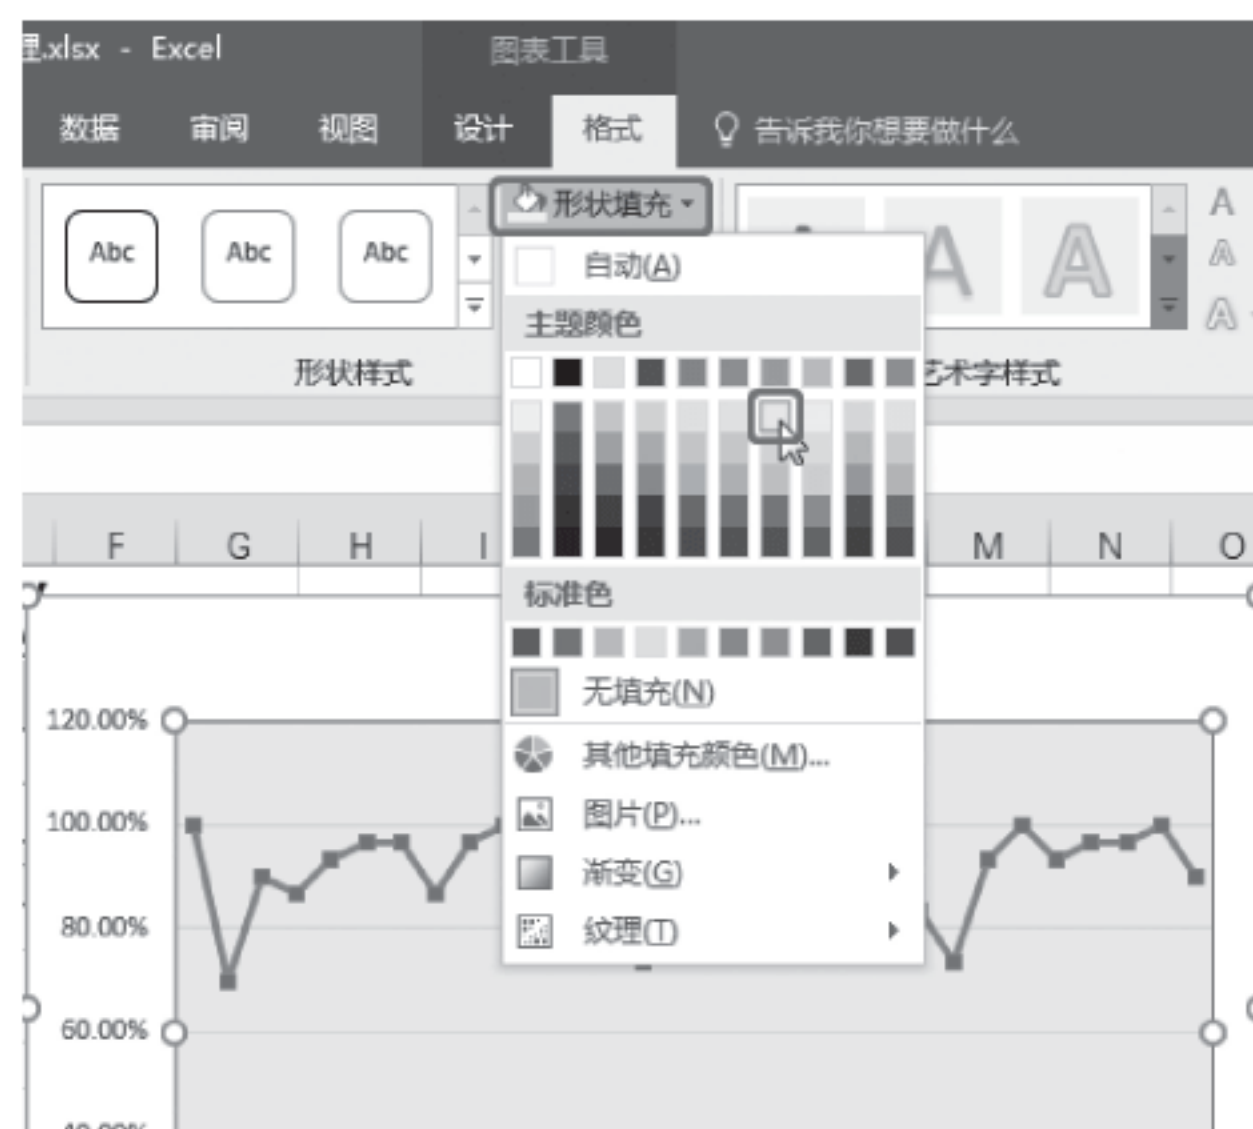 理.xlsx - Excel
图表工具
数据 审阅 视图 设计 格式 告诉我你想要做什么
Abc Abc Abc
形状填充
A A A
A
A
自动(A)
主题颜色
形状样式
艺术字样式
F G H I M N O
标准色
无填充(N)
其他填充颜色(M)...
图片(P)...
渐变(G)
紋理(T)
120.00%
100.00%
80.00%
60.00%